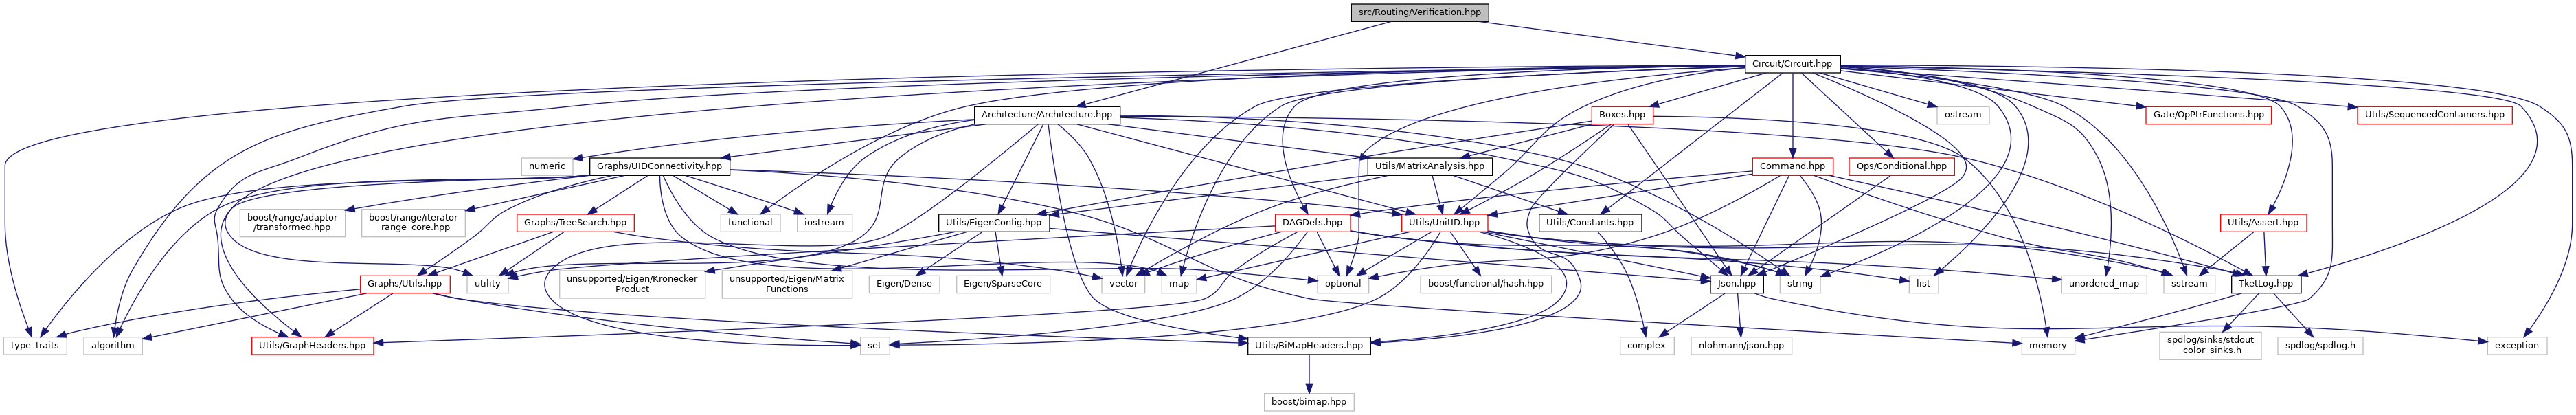 src/Routing/Verification.hpp
Circuit/Circuit.hpp
Architecture/Architecture.hpp
Boxes.hpp
ostream
Gate/OpPtrFunctions.hpp
Utils/SequencedContainers.hpp
numeric
Graphs/UIDConnectivity.hpp
Utils/MatrixAnalysis.hpp
Command.hpp
Ops/Conditional.hpp
boost/range/adaptor
/transformed.hpp
boost/range/iterator
_range_core.hpp
Graphs/TreeSearch.hpp
functional
iostream
Utils/EigenConfig.hpp
DAGDefs.hpp
Utils/UnitID.hpp
Utils/Constants.hpp
Utils/Assert.hpp
Graphs/Utils.hpp
utility
unsupported/Eigen/Kronecker
Product
unsupported/Eigen/Matrix
Functions
Eigen/Dense
Eigen/SparseCore
vector
map
optional
boost/functional/hash.hpp
Json.hpp
string
list
unordered_map
sstream
TketLog.hpp
type_traits
algorithm
Utils/GraphHeaders.hpp
set
Utils/BiMapHeaders.hpp
complex
nlohmann/json.hpp
memory
spdlog/sinks/stdout
_color_sinks.h
spdlog/spdlog.h
exception
boost/bimap.hpp